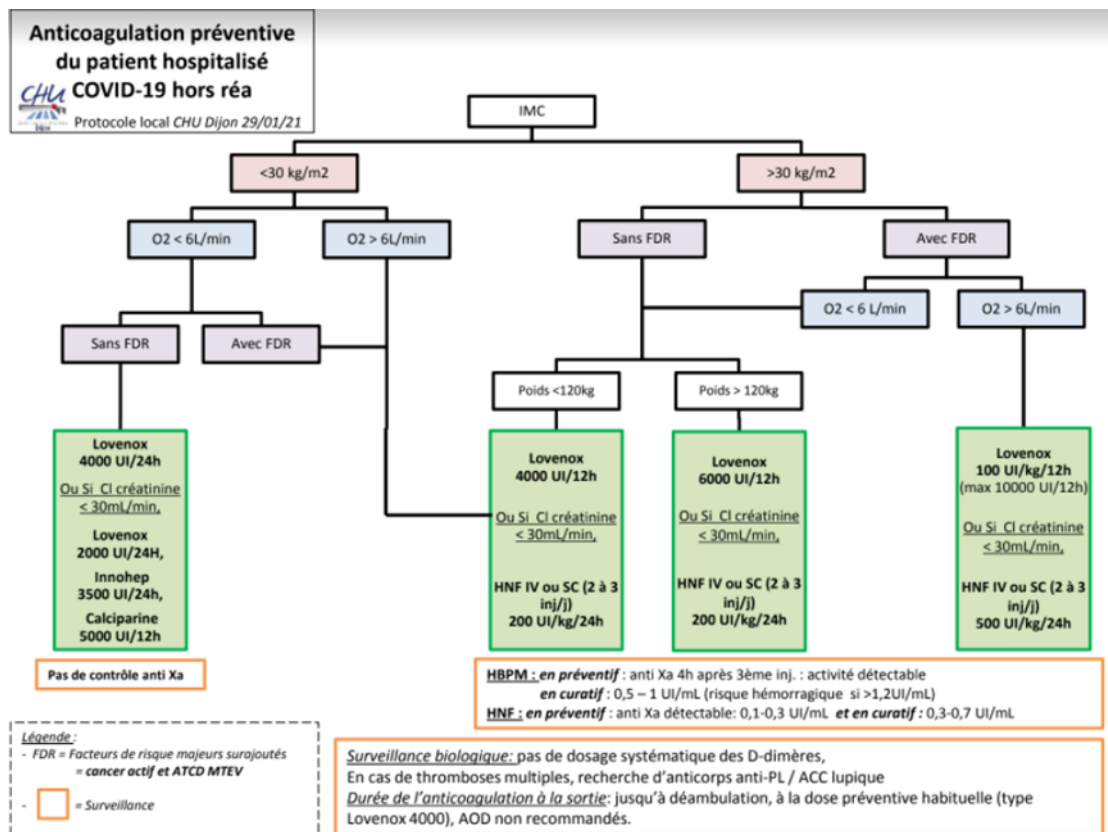 Anticoagulation préventive
du patient hospitalisé
COVID-19 hors réa
CHU
Protocole local CHU Dijon 29/01/21
IMC
<30 kg/m2
>30 kg/m2
O2 < 6L/min
O2 > 6L/min
Sans FDR
Avec FDR
O2 < 6 L/min
O2 > 6L/min
Sans FDR
Avec FDR
Poids <120kg
Poids > 120kg
Lovenox
4000 UI/24h
Ou Si Cl créatinine
< 30mL/min,
Lovenox
2000 UI/24H,
Innohep
3500 UI/24h,
Calciparine
5000 UI/12h
Lovenox
4000 UI/12h
Ou Si Cl créatinine
< 30mL/min,
HNF IV ou SC (2 à 3
inj/j)
200 UI/kg/24h
Lovenox
6000 UI/12h
Ou Si Cl créatinine
< 30mL/min,
HNF IV ou SC (2 à 3
inj/j)
200 UI/kg/24h
Lovenox
100 UI/kg/12h
(max 10000 UI/12h)
Ou Si Cl créatinine
< 30mL/min,
HNF IV ou SC (2 à 3
inj/j)
500 UI/kg/24h
Pas de contrôle anti Xa
HBPM : en préventif : anti Xa 4h après 3ème inj. : activité détectable
en curatif : 0,5 – 1 UI/mL (risque hémorragique si >1,2UI/mL)
HNF : en préventif : anti Xa détectable: 0,1-0,3 UI/mL et en curatif : 0,3-0,7 UI/mL
Légende :
- FDR = Facteurs de risque majeurs surajoutés
= cancer actif et ATCD MTEV
- = Surveillance
Surveillance biologique: pas de dosage systématique des D-dimères,
En cas de thromboses multiples, recherche d'anticorps anti-PL / ACC lupique
Durée de l'anticoagulation à la sortie: jusqu'à déambulation, à la dose préventive habituelle (type
Lovenox 4000), AOD non recommandés.